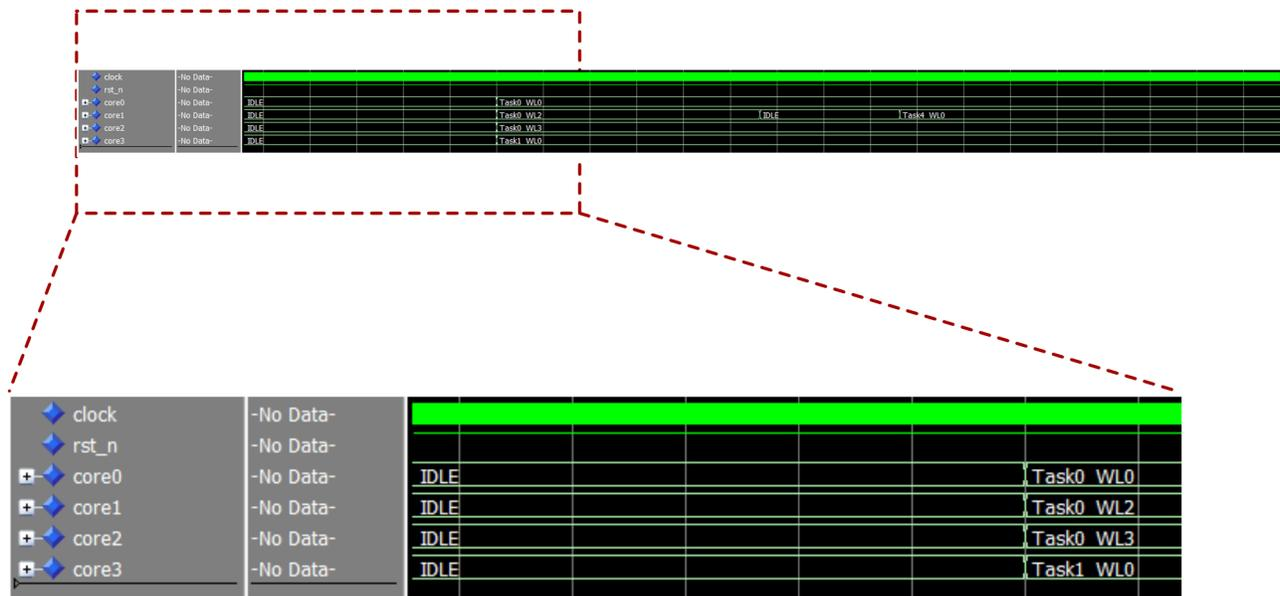 clock -No Data-
rst_n -No Data-
core0 -No Data- IDLE Task0 WL0
core1 -No Data- IDLE Task0 WL2 IDLE Task4 WL0
core2 -No Data- IDLE Task0 WL3
core3 -No Data- IDLE Task1 WL0
clock -No Data-
rst_n -No Data-
core0 -No Data- IDLE Task0 WL0
core1 -No Data- IDLE Task0 WL2
core2 -No Data- IDLE Task0 WL3
core3 -No Data- IDLE Task1 WL0